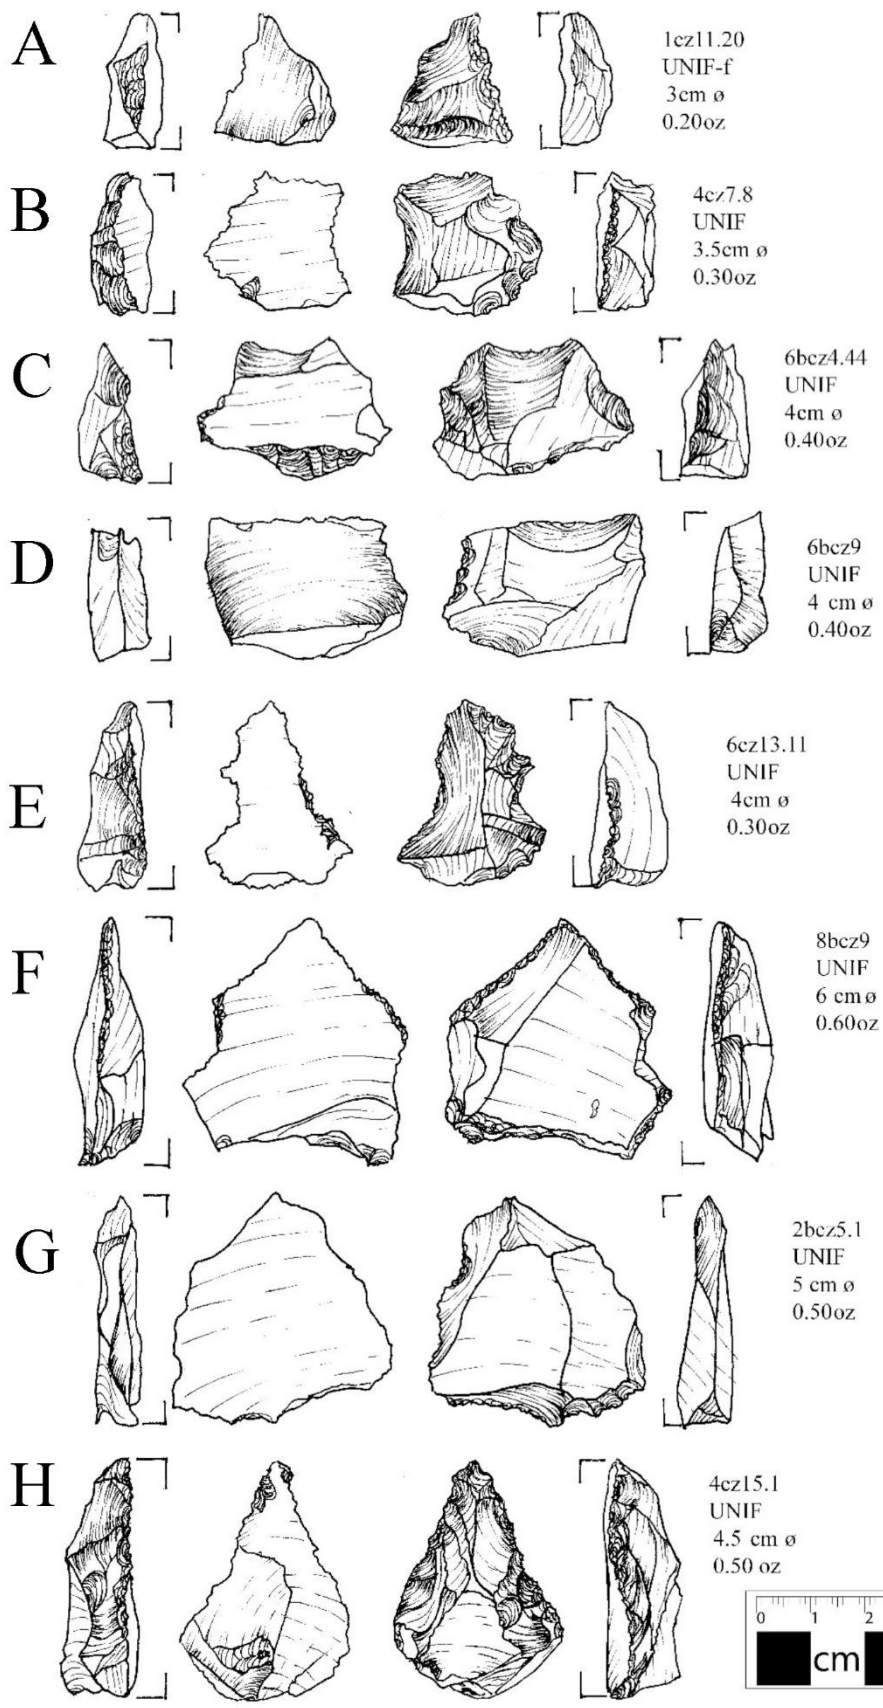 A
1cz11.20
UNIF-f
3cm ø
0.20oz
B
4cz7.8
UNIF
3.5cm ø
0.30oz
C
6bcz4.44
UNIF
4cm ø
0.40oz
D
6bcz9
UNIF
4 cm ø
0.40oz
E
6cz13.11
UNIF
4cm ø
0.30oz
F
8bcz9
UNIF
6 cm ø
0.60oz
G
2bcz5.1
UNIF
5 cm ø
0.50oz
H
4cz15.1
UNIF
4.5 cm ø
0.50 oz
0 1 2
cm